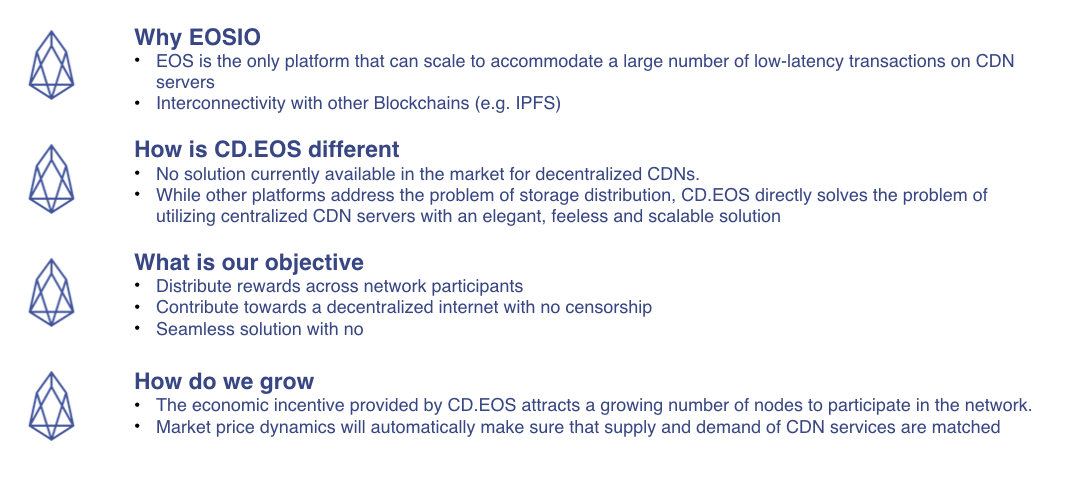 Why EOSIO
• EOS is the only platform that can scale to accommodate a large number of low-latency transactions on CDN
servers
• Interconnectivity with other Blockchains (e.g. IPFS)
How is CD.EOS different
• No solution currently available in the market for decentralized CDNs.
• While other platforms address the problem of storage distribution, CD.EOS directly solves the problem of
utilizing centralized CDN servers with an elegant, feeless and scalable solution
What is our objective
• Distribute rewards across network participants
• Contribute towards a decentralized internet with no censorship
• Seamless solution with no
How do we grow
• The economic incentive provided by CD.EOS attracts a growing number of nodes to participate in the network.
• Market price dynamics will automatically make sure that supply and demand of CDN services are matched